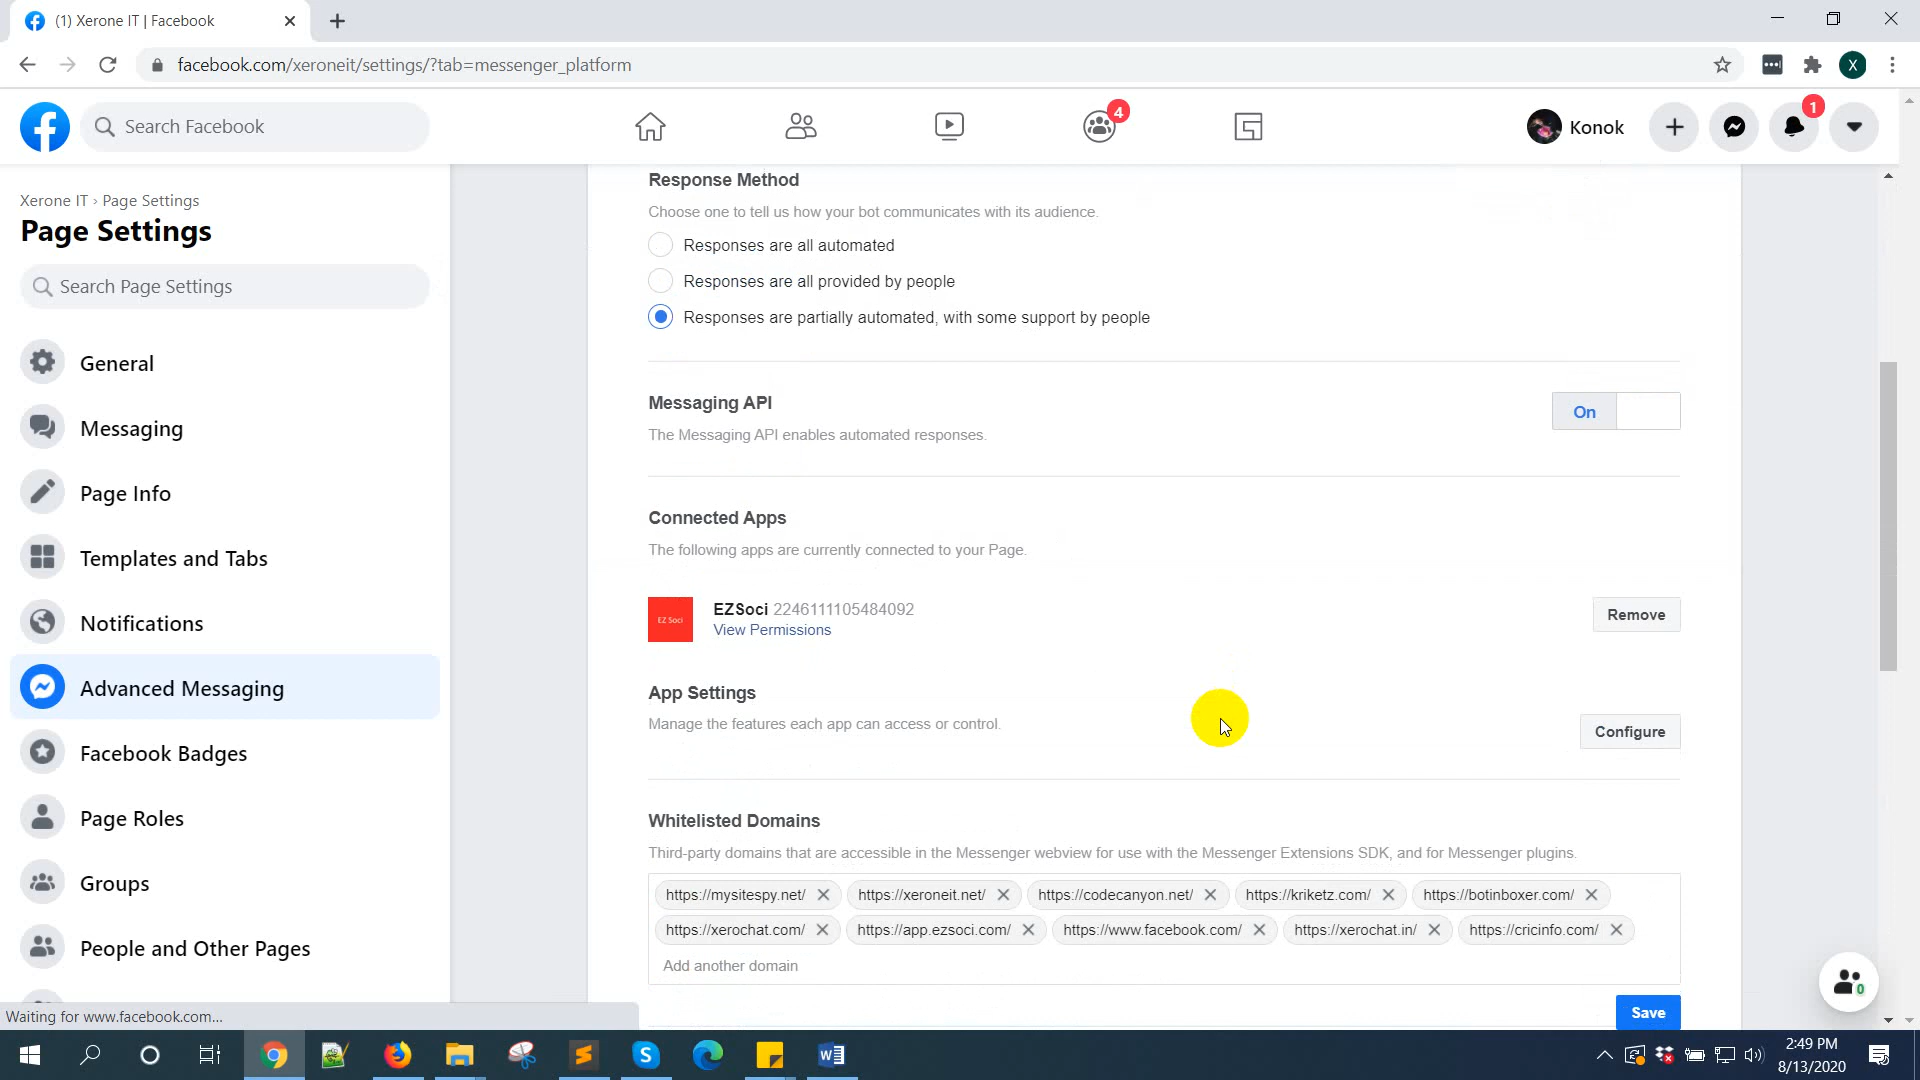 (1) Xerone IT | Facebook
facebook.com/xeroneit/settings/?tab=messenger_platform
X
Search Facebook
4
Konok
1
Xerone IT › Page Settings
Page Settings
Search Page Settings
General
Messaging
Page Info
Templates and Tabs
Notifications
Advanced Messaging
Facebook Badges
Page Roles
Groups
People and Other Pages
Waiting for www.facebook.com...
Response Method
Choose one to tell us how your bot communicates with its audience.
Responses are all automated
Responses are all provided by people
Responses are partially automated, with some support by people
Messaging API
On
The Messaging API enables automated responses.
Connected Apps
The following apps are currently connected to your Page.
EZ Soci
EZSoci 2246111105484092
View Permissions
Remove
App Settings
Manage the features each app can access or control.
Configure
Whitelisted Domains
Third-party domains that are accessible in the Messenger webview for use with the Messenger Extensions SDK, and for Messenger plugins.
https://mysitespy.net/ https://xeroneit.net/ https://codecanyon.net/ https://kriketz.com/ https://botinboxer.com/
https://xerochat.com/ https://app.ezsoci.com/ https://www.facebook.com/ https://xerochat.in/ https://cricinfo.com/
Add another domain
Save
0
2:49 PM
8/13/2020